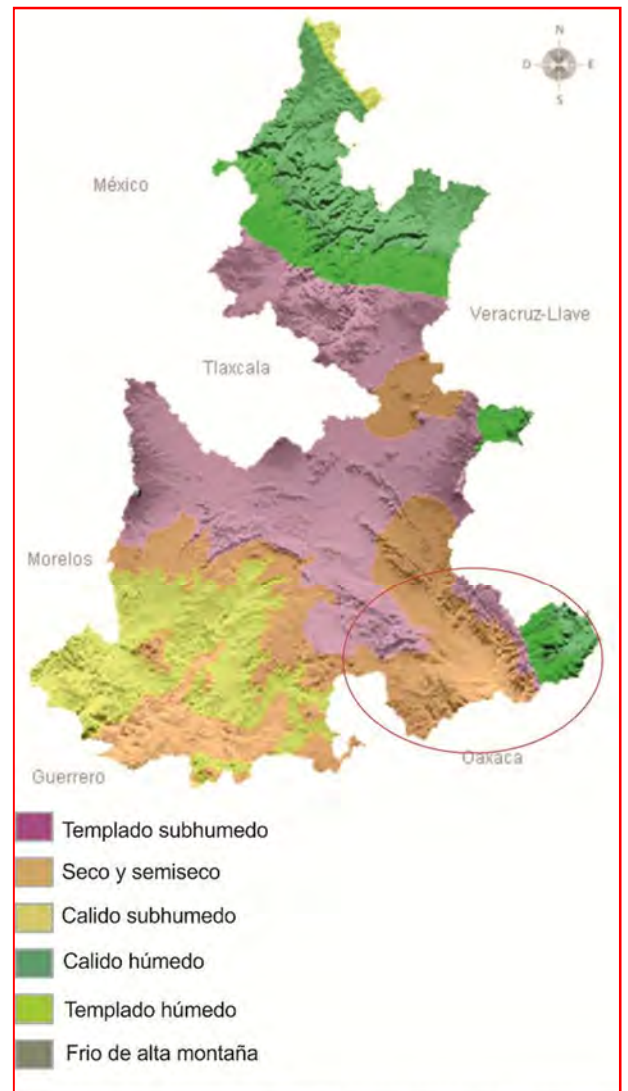 N
D E
S
México
Veracruz-Llave
Tlaxcala
Morelos
Oaxaca
Guerrero
Templado subhumedo
Seco y semiseco
Calido subhumedo
Calido húmedo
Templado húmedo
Frio de alta montaña